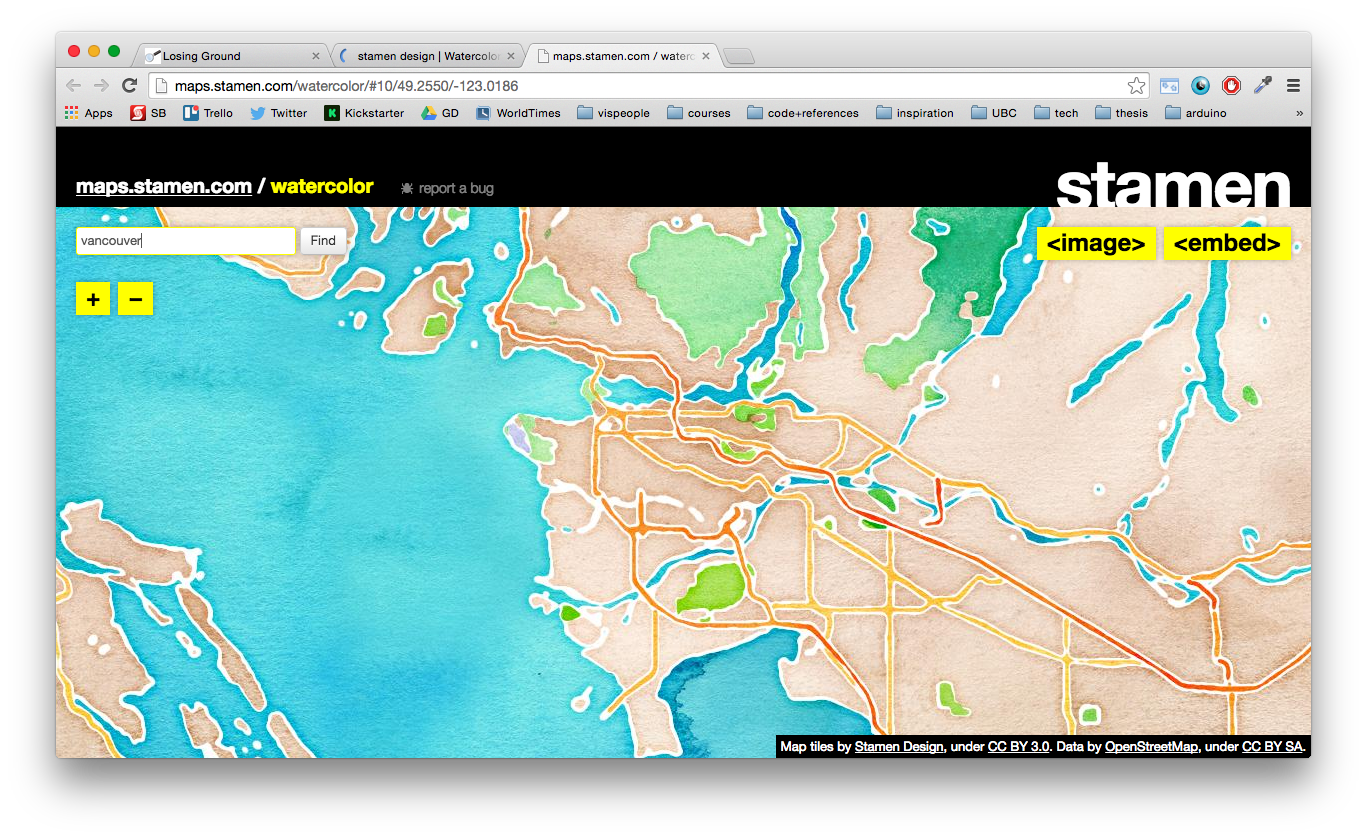 Losing Ground
stamen design | Watercolor
maps.stamen.com / waterc
maps.stamen.com/watercolor/#10/49.2550/-123.0186
Apps SB Trello Twitter Kickstarter GD WorldTimes vispeople courses code+references inspiration UBC tech thesis arduino »
maps.stamen.com / watercolor report a bug
stamen
vancouver Find
<image> <embed>
+ −
Map tiles by Stamen Design, under CC BY 3.0. Data by OpenStreetMap, under CC BY SA.